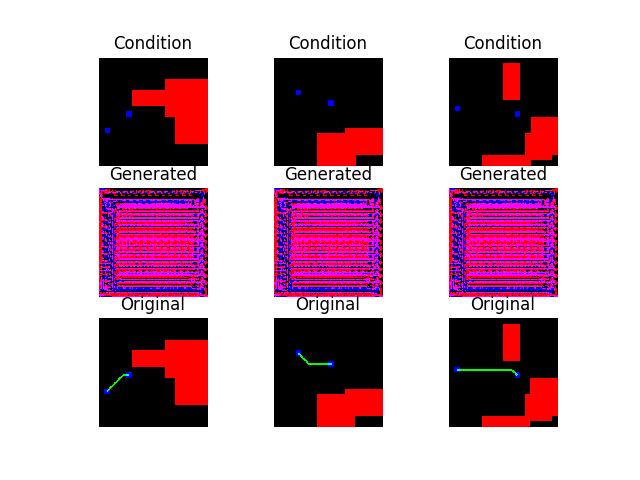 Condition Condition Condition
Generated Generated Generated
Original Original Original